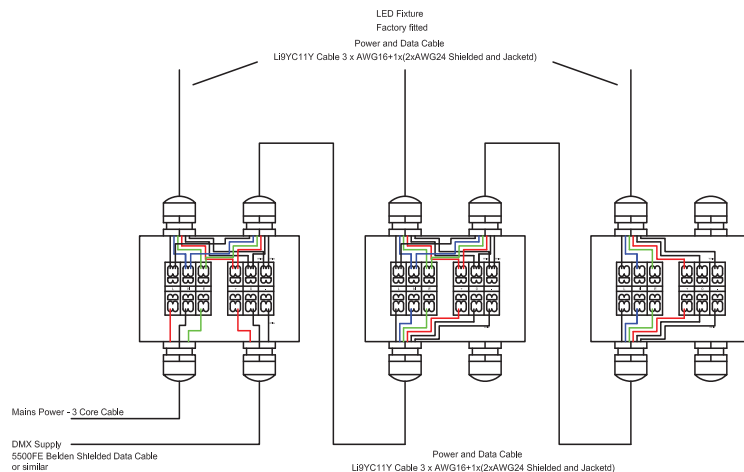 LED Fixture
Factory fitted
Power and Data Cable
Li9YC11Y Cable 3 x AWG16+1x(2xAWG24 Shielded and Jacketd)
Mains Power - 3 Core Cable
DMX Supply
5500FE Belden Shielded Data Cable
or similar
Power and Data Cable
Li9YC11Y Cable 3 x AWG16+1x(2xAWG24 Shielded and Jacketd)